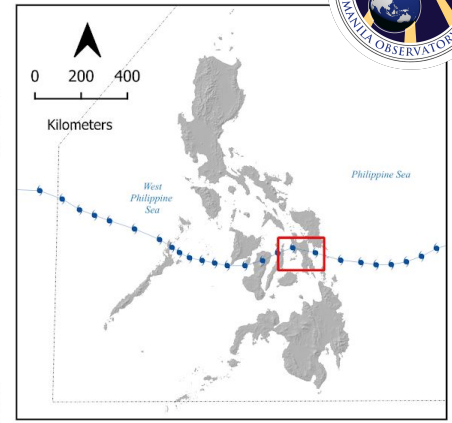 MANILA OBSERVATORY
0 200 400
Kilometers
West
Philippine
Sea
Philippine Sea